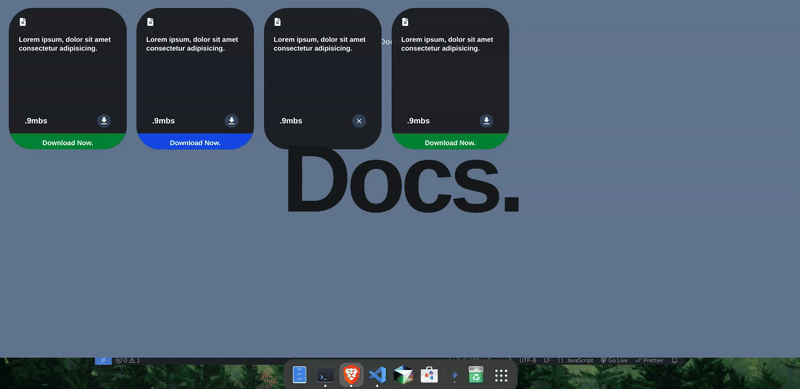 Lorem ipsum, dolor sit amet
consectetur adipisicing.
.9mbs
Download Now.
Lorem ipsum, dolor sit amet
consectetur adipisicing.
.9mbs
Download Now.
Lorem ipsum, dolor sit amet
consectetur adipisicing.
.9mbs
Lorem ipsum, dolor sit amet
consectetur adipisicing.
.9mbs
Download Now.
Doc
Docs.
0 1
UTF-8 LF {} JavaScript Go Live Prettier